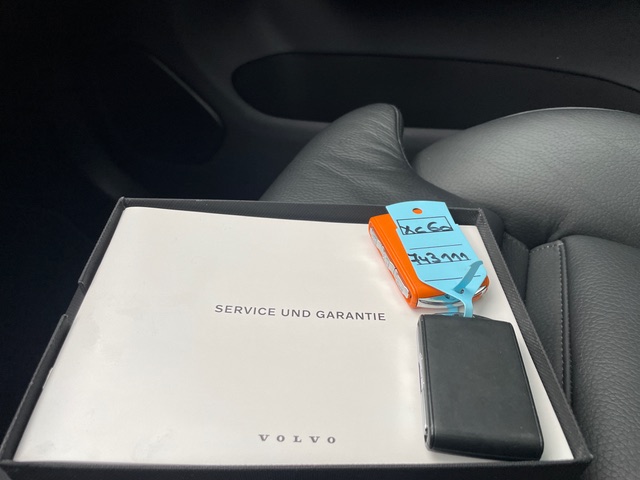 xc60
743111
SERVICE UND GARANTIE
VOLVO